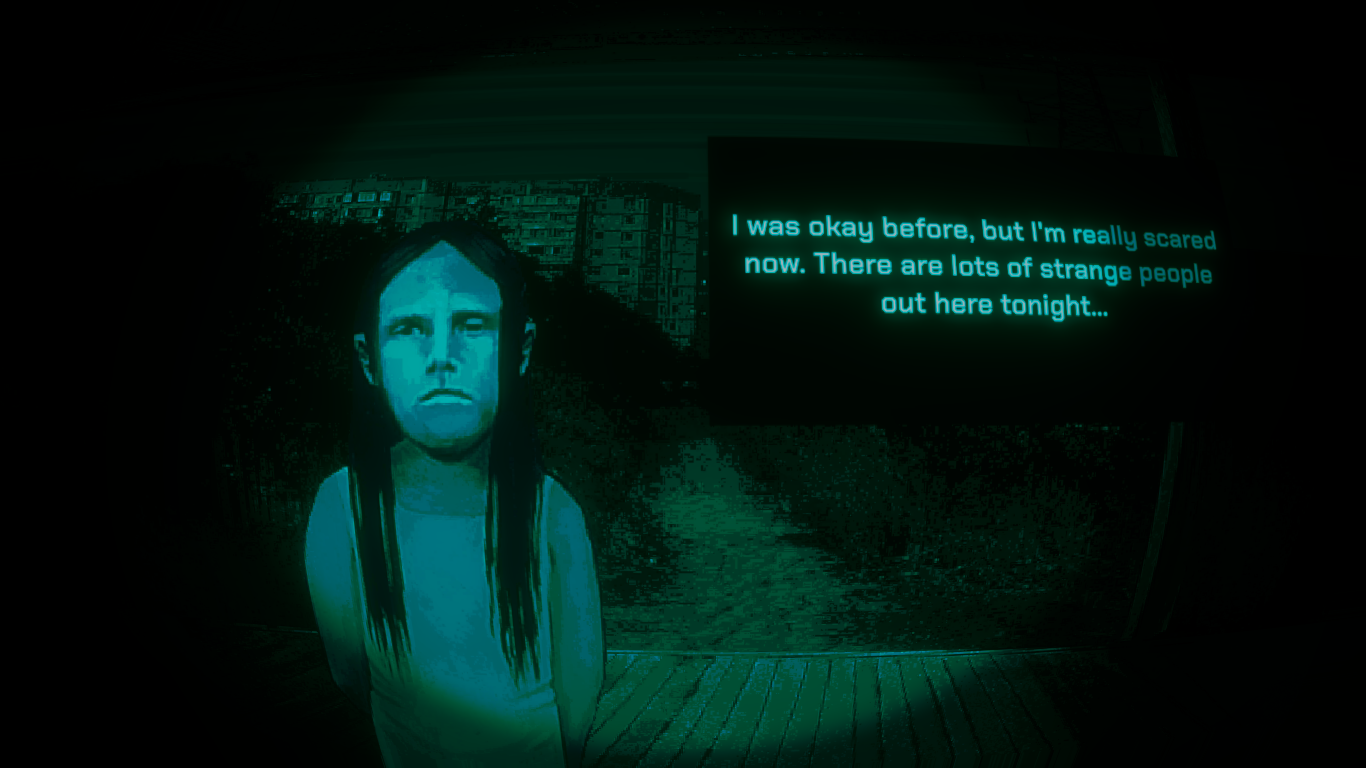 I was okay before, but I'm really scared
now. There are lots of strange people
out here tonight...